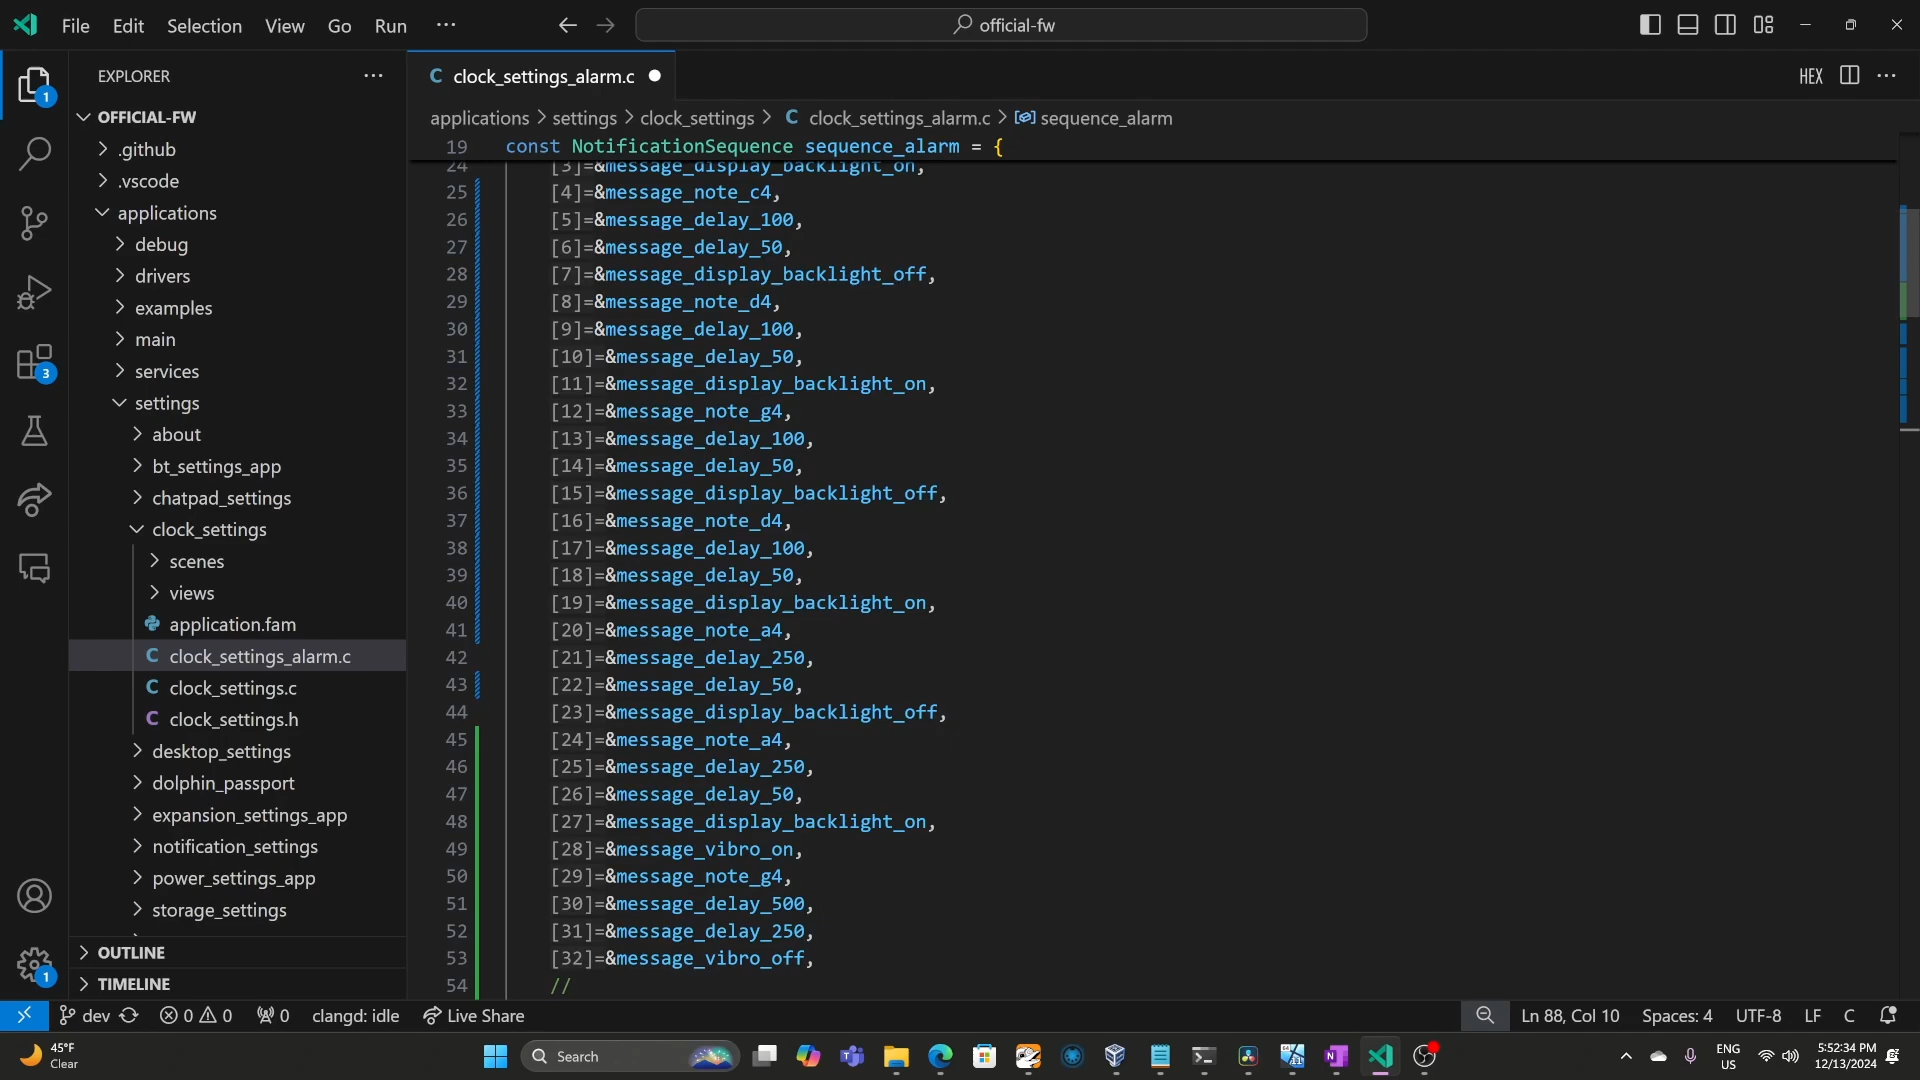 File Edit Selection View Go Run ···
official-fw
EXPLORER
1
OFFICIAL-FW
.github
.vscode
applications
debug
drivers
examples
main
services
3
settings
about
bt_settings_app
chatpad_settings
clock_settings
scenes
views
application.fam
C clock_settings_alarm.c
C clock_settings.c
C clock_settings.h
desktop_settings
dolphin_passport
expansion_settings_app
notification_settings
power_settings_app
storage_settings
OUTLINE
TIMELINE
1
C clock_settings_alarm.c
HEX
applications > settings > clock_settings > C clock_settings_alarm.c > sequence_alarm
19 const NotificationSequence sequence_alarm = {
24 [3]=&message_display_backlight_on,
25 [4]=&message_note_c4,
26 [5]=&message_delay_100,
27 [6]=&message_delay_50,
28 [7]=&message_display_backlight_off,
29 [8]=&message_note_d4,
30 [9]=&message_delay_100,
31 [10]=&message_delay_50,
32 [11]=&message_display_backlight_on,
33 [12]=&message_note_g4,
34 [13]=&message_delay_100,
35 [14]=&message_delay_50,
36 [15]=&message_display_backlight_off,
37 [16]=&message_note_d4,
38 [17]=&message_delay_100,
39 [18]=&message_delay_50,
40 [19]=&message_display_backlight_on,
41 [20]=&message_note_a4,
42 [21]=&message_delay_250,
43 [22]=&message_delay_50,
44 [23]=&message_display_backlight_off,
45 [24]=&message_note_a4,
46 [25]=&message_delay_250,
47 [26]=&message_delay_50,
48 [27]=&message_display_backlight_on,
49 [28]=&message_vibro_on,
50 [29]=&message_note_g4,
51 [30]=&message_delay_500,
52 [31]=&message_delay_250,
53 [32]=&message_vibro_off,
54 //
dev 0 0 0 clangd: idle Live Share
Ln 88, Col 10 Spaces: 4 UTF-8 LF C
45°F
Clear
Search
ENG
US
5:52:34 PM
12/13/2024